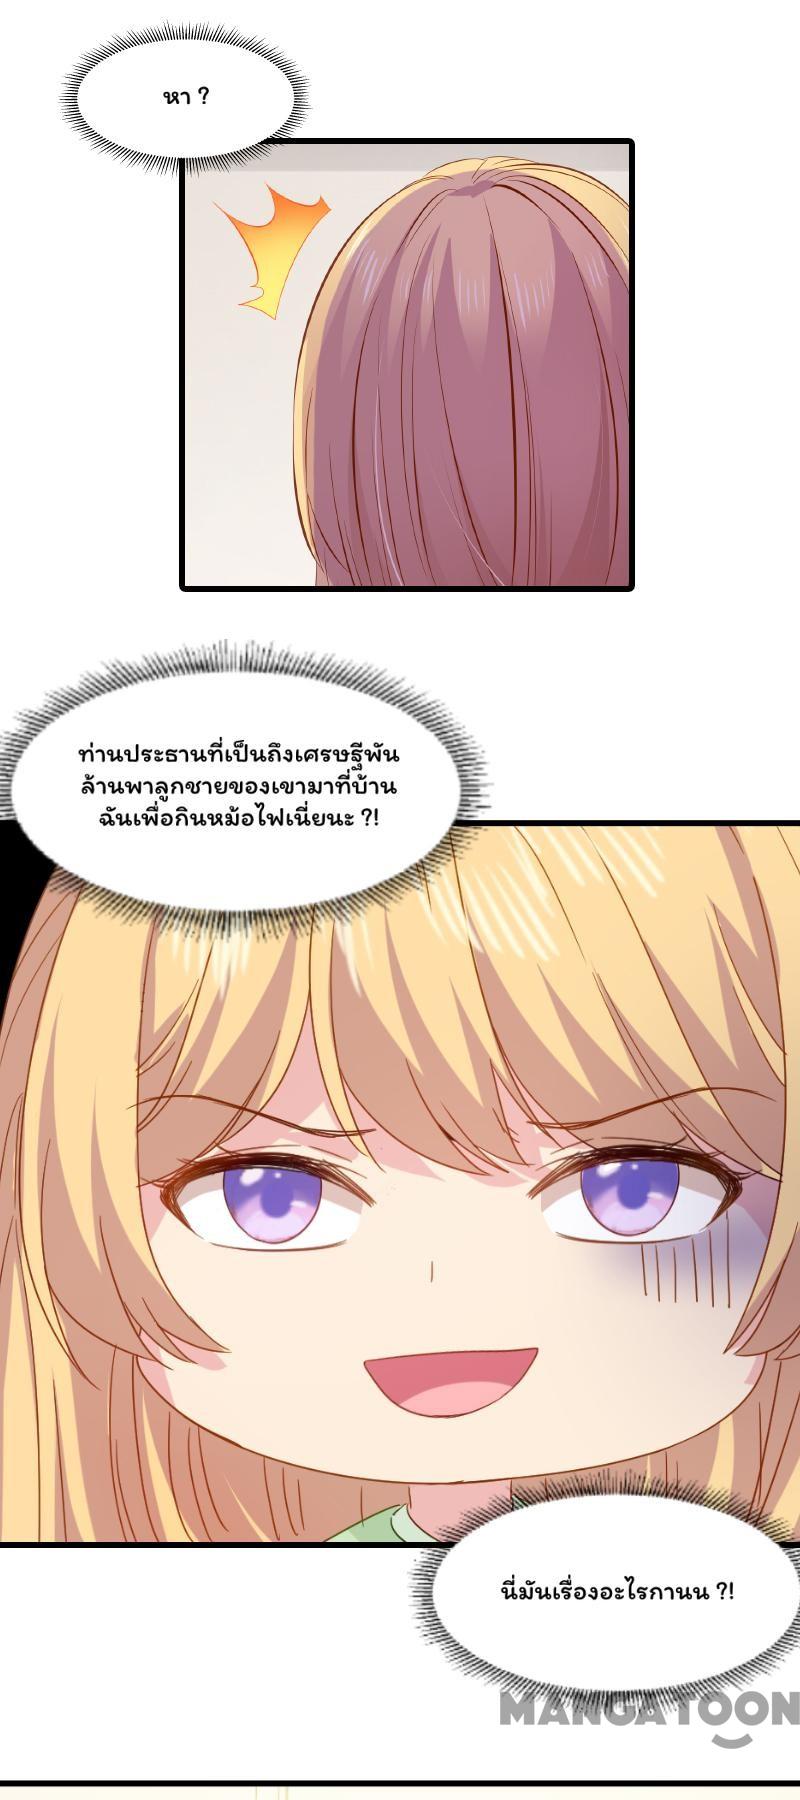 หา ?
ท่านประธานที่เป็นถึงเศรษฐีพัน
ล้านพาลูกชายของเขามาที่บ้าน
ฉันเพื่อกินหม้อไฟเนี่ยนะ ?!
นี่มันเรื่องอะไรกานน ?!
MANGATOON